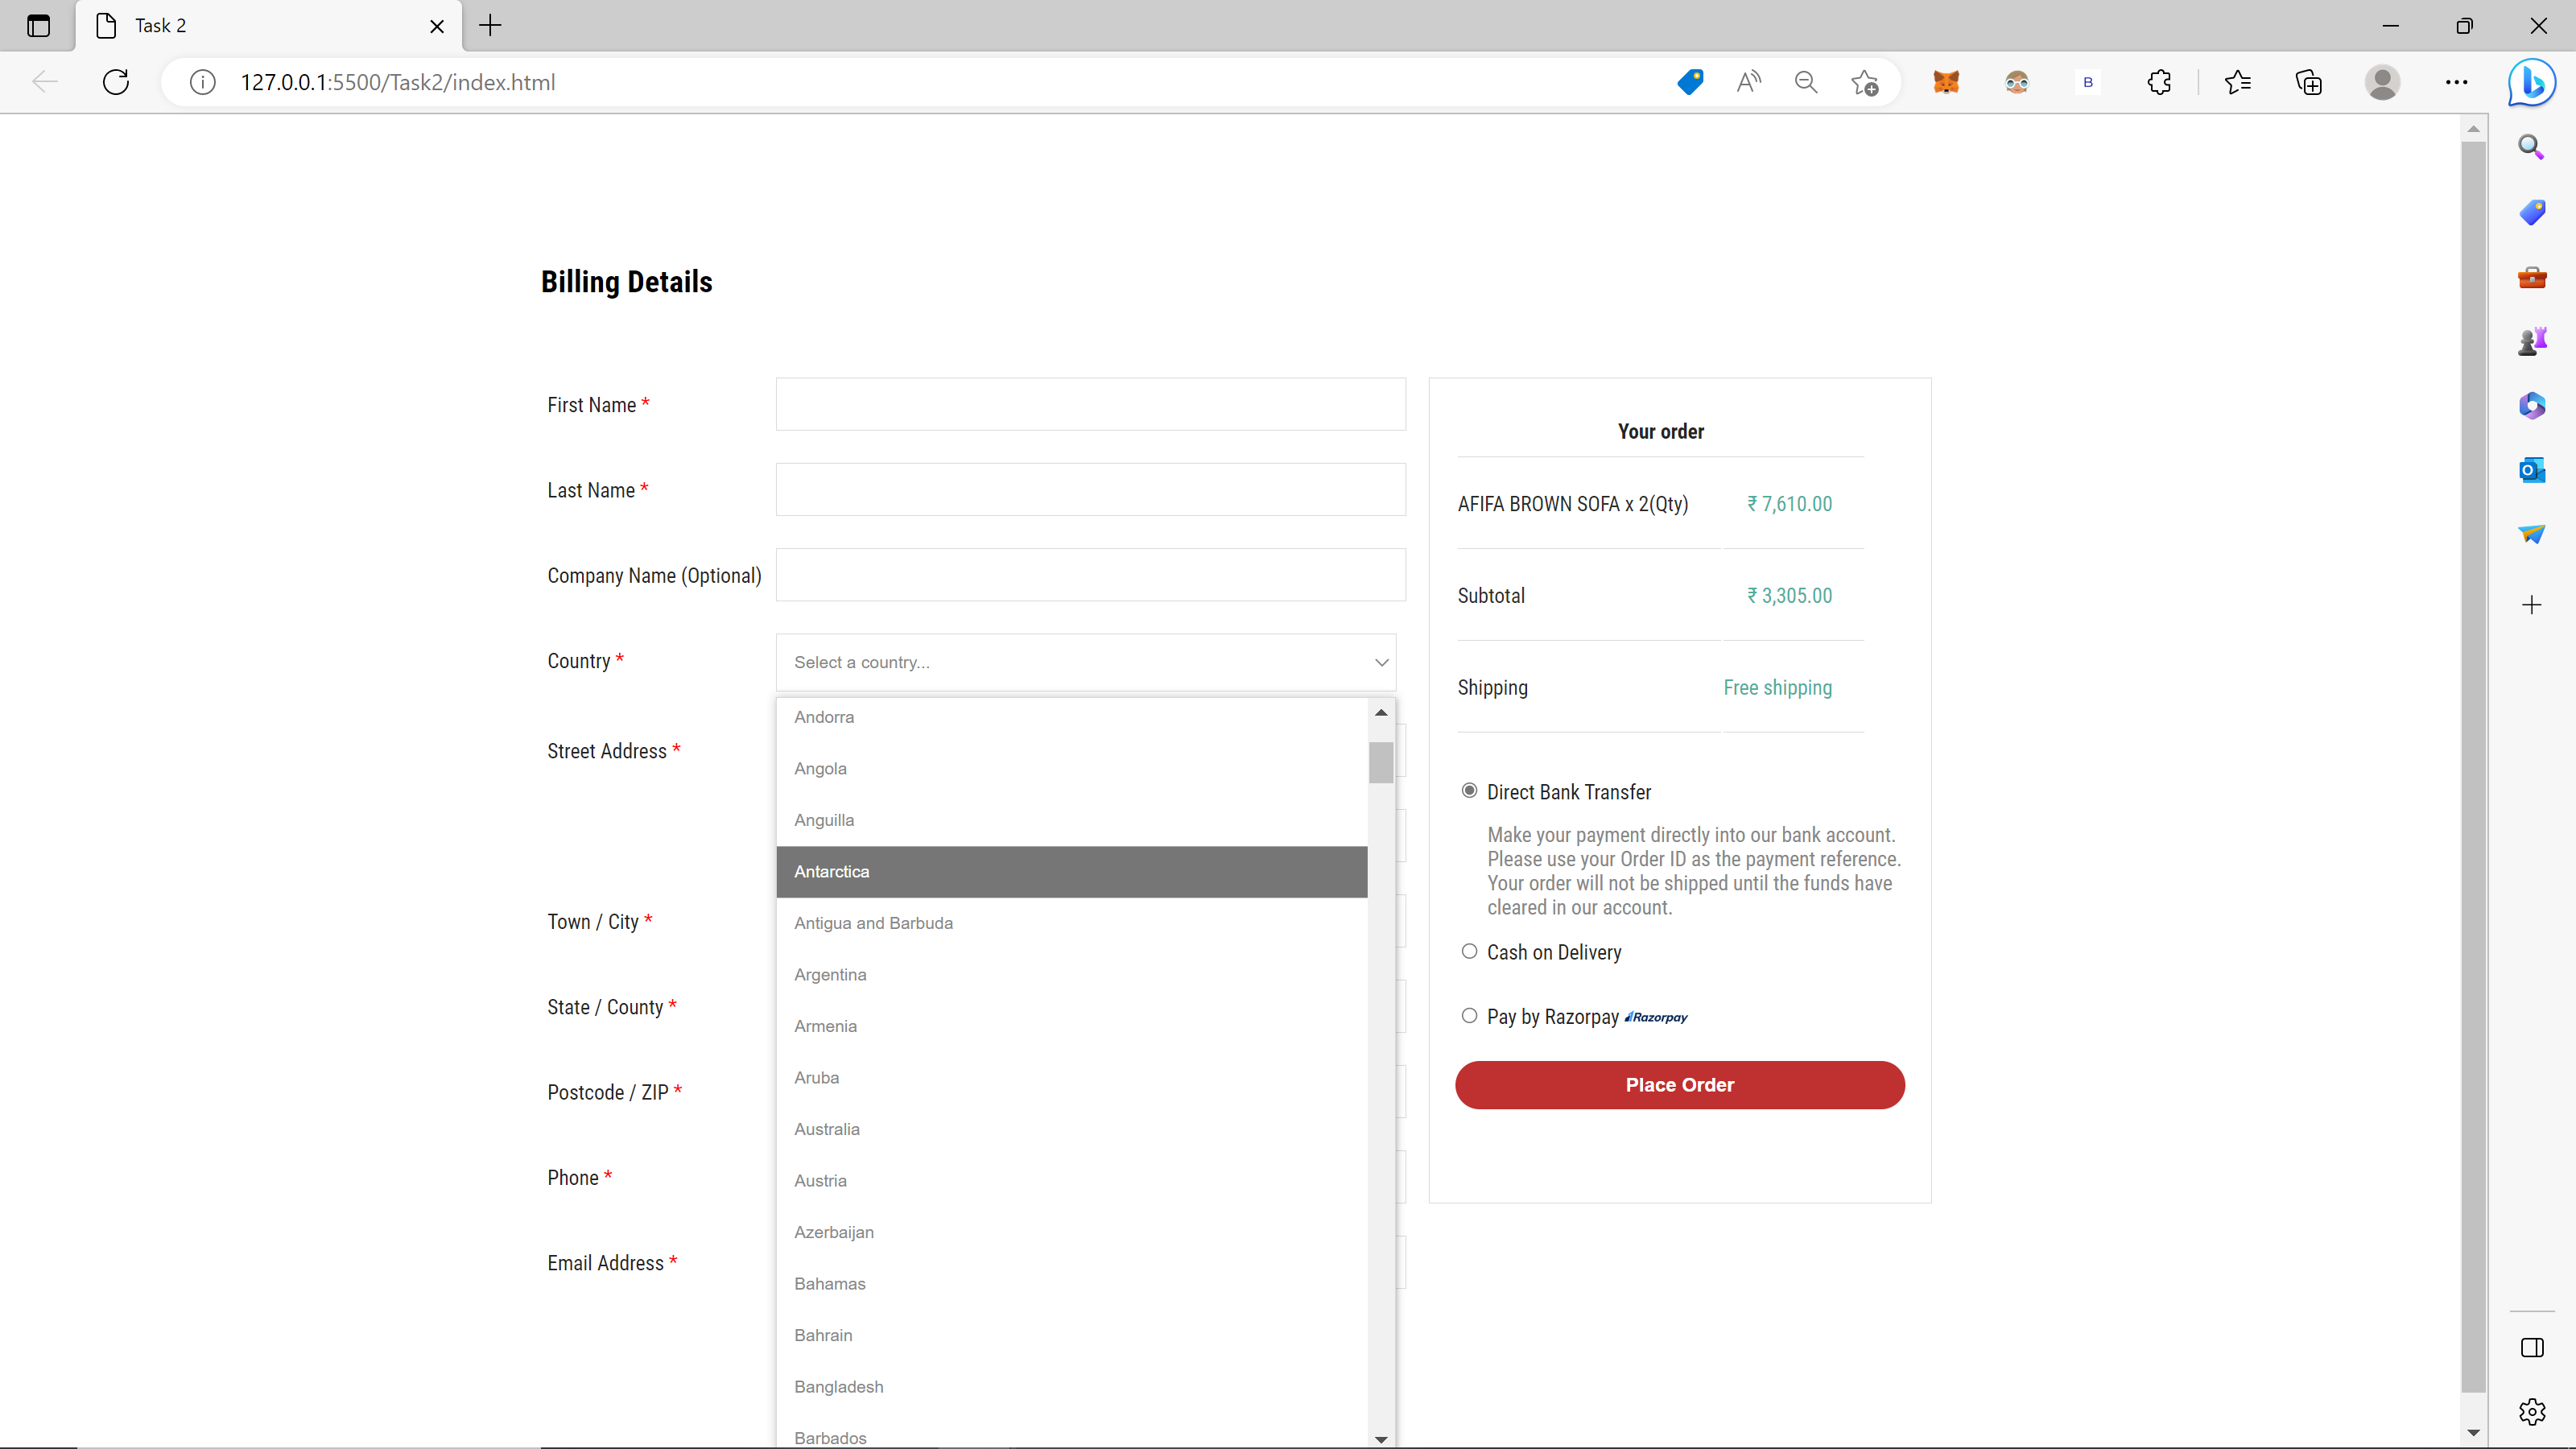 Task 2
127.0.0.1:5500/Task2/index.html
B
Billing Details
First Name *
Last Name *
Company Name (Optional)
Country *
Select a country...
Andorra
Angola
Anguilla
Antarctica
Antigua and Barbuda
Argentina
Armenia
Aruba
Australia
Austria
Azerbaijan
Bahamas
Bahrain
Bangladesh
Barbados
Street Address *
Town / City *
State / County *
Postcode / ZIP *
Phone *
Email Address *
Your order
AFIFA BROWN SOFA x 2(Qty) ₹ 7,610.00
Subtotal ₹ 3,305.00
Shipping Free shipping
Direct Bank Transfer
Make your payment directly into our bank account.
Please use your Order ID as the payment reference.
Your order will not be shipped until the funds have
cleared in our account.
Cash on Delivery
Pay by Razorpay Razorpay
Place Order